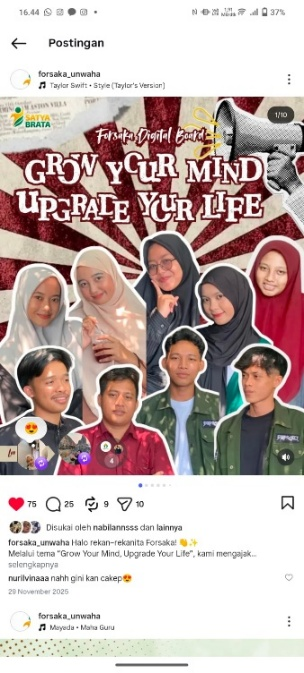 16.44
37%
Postingan
forsaka_unwaha
Taylor Swift • Style (Taylor's Version)
SATYA
BRATA
1/10
Forsaka Digital Board
GROW YOUR MIND
UPGRADE YOUR LIFE
75 25 9 10
Disukai oleh nabilannsss dan lainnya
forsaka_unwaha Halo rekan-rekanita Forsaka! 👋✨
Melalui tema "Grow Your Mind, Upgrade Your Life", kami mengajak...
selengkapnya
nurilvinaaa nahh gini kan cakep😍
29 November 2025
forsaka_unwaha
Mayada • Maha Guru